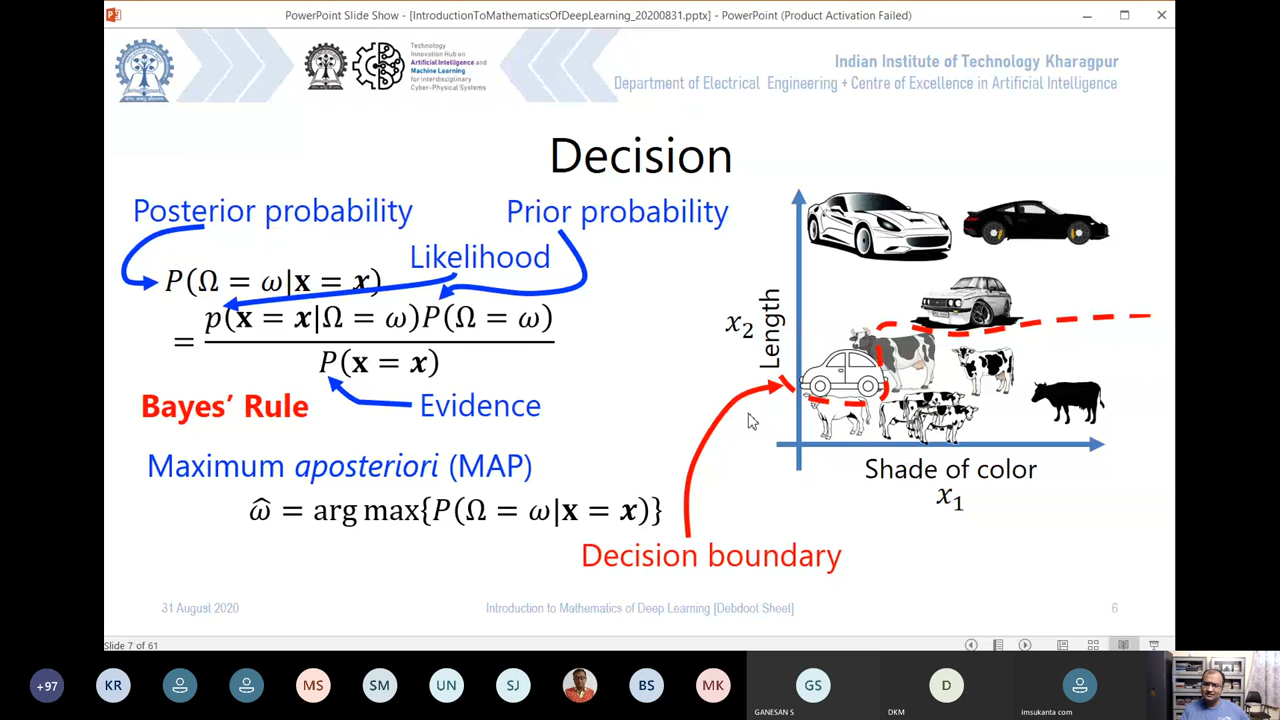 PowerPoint Slide Show - [IntroductionToMathematicsOfDeepLearning_20200831.pptx] - PowerPoint (Product Activation Failed)
Technology
Innovation Hub on
Artificial Intelligence and
Machine Learning
for Interdisciplinary
Cyber-Physical Systems
Indian Institute of Technology Kharagpur
Department of Electrical Engineering + Centre of Excellence in Artificial Intelligence
Decision
Posterior probability
Prior probability
Likelihood
P(Ω = ω|x = x)
= p(x = x|Ω = ω)P(Ω = ω)
P(x = x)
Bayes' Rule
Evidence
Maximum aposteriori (MAP)
ω̂ = arg max{P(Ω = ω|x = x)}
Decision boundary
x₂
Length
Shade of color
x₁
31 August 2020
Introduction to Mathematics of Deep Learning [Debdoot Sheet]
6
Slide 7 of 61
+97
KR
MS
SM
UN
SJ
BS
MK
GS
D
GANESAN S
DKM
imsukanta com